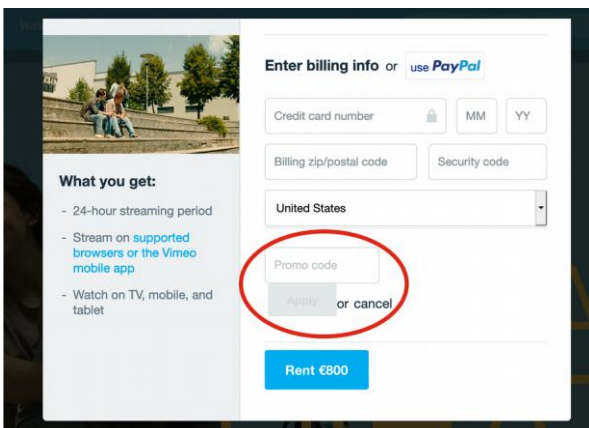 What you get:
- 24-hour streaming period
- Stream on supported
browsers or the Vimeo
mobile app
- Watch on TV, mobile, and
tablet
Enter billing info or use PayPal
Credit card number MM YY
Billing zip/postal code Security code
United States
Promo code
Apply or cancel
Rent €800